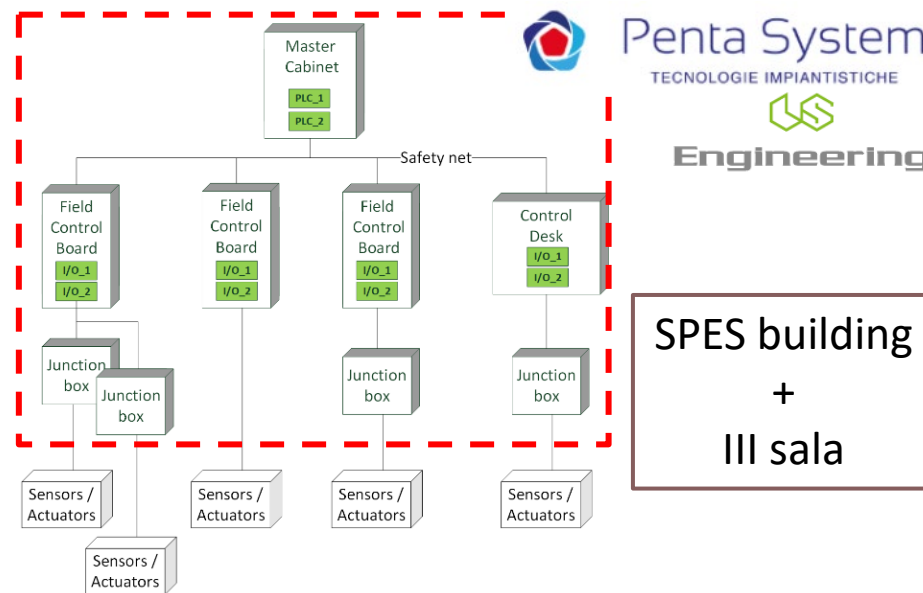 Penta System
TECNOLOGIE IMPIANTISTICHE
Engineering
Master
Cabinet
PLC_1
PLC_2
Safety net
Field
Control
Board
I/O_1
I/O_2
Field
Control
Board
I/O_1
I/O_2
Field
Control
Board
I/O_1
I/O_2
Control
Desk
I/O_1
I/O_2
Junction
box
Junction
box
Junction
box
Junction
box
Sensors /
Actuators
Sensors /
Actuators
Sensors /
Actuators
Sensors /
Actuators
Sensors /
Actuators
SPES building
+
III sala